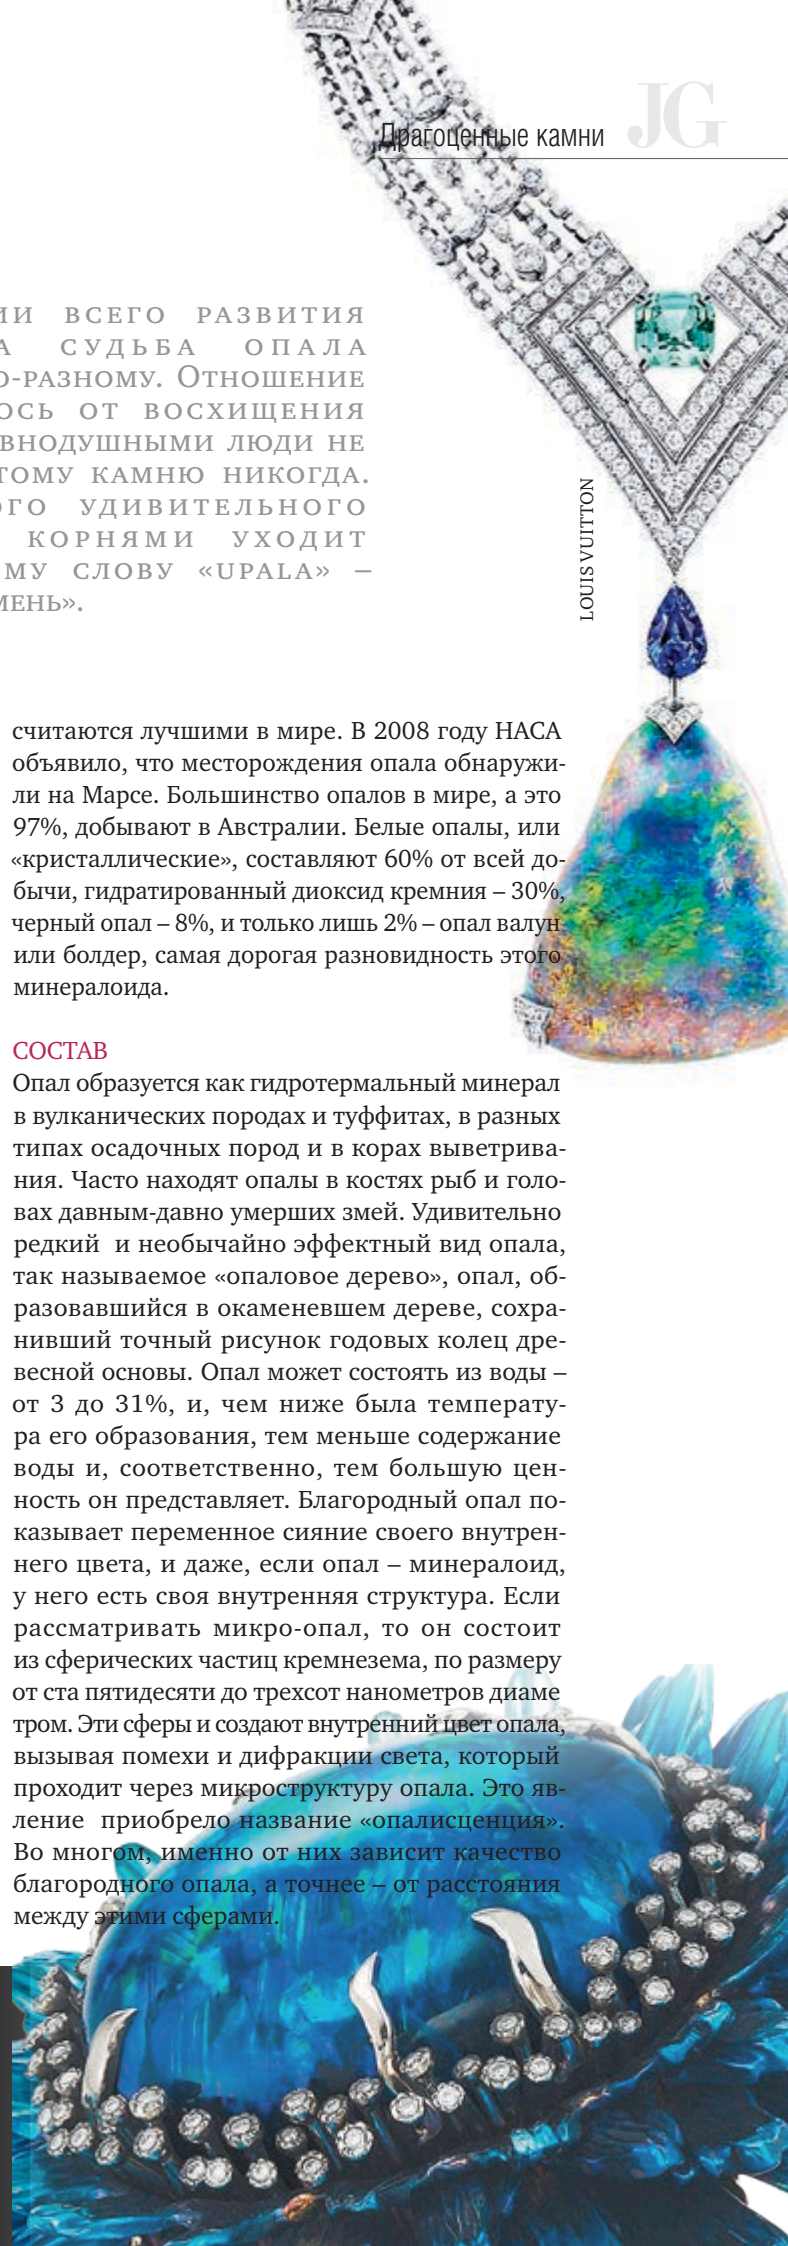 Драгоценные камни JG
ИИ ВСЕГО РАЗВИТИЯ
А СУДЬБА ОПАЛА
О-РАЗНОМУ. ОТНОШЕНИЕ
ОСЬ ОТ ВОСХИЩЕНИЯ
ВНОДУШНЫМИ ЛЮДИ НЕ
ТОМУ КАМНЮ НИКОГДА.
ОГО УДИВИТЕЛЬНОГО
КОРНЯМИ УХОДИТ
МУ СЛОВУ «UPALA» –
МЕНЬ».
LOUIS VUITTON
считаются лучшими в мире. В 2008 году НАСА
объявило, что месторождения опала обнаружи-
ли на Марсе. Большинство опалов в мире, а это
97%, добывают в Австралии. Белые опалы, или
«кристаллические», составляют 60% от всей до-
бычи, гидратированный диоксид кремния – 30%,
черный опал – 8%, и только лишь 2% – опал валун
или болдер, самая дорогая разновидность этого
минералоида.
СОСТАВ
Опал образуется как гидротермальный минерал
в вулканических породах и туффитах, в разных
типах осадочных пород и в корах выветрива-
ния. Часто находят опалы в костях рыб и голо-
вах давным-давно умерших змей. Удивительно
редкий и необычайно эффектный вид опала,
так называемое «опаловое дерево», опал, об-
разовавшийся в окаменевшем дереве, сохра-
нивший точный рисунок годовых колец дре-
весной основы. Опал может состоять из воды –
от 3 до 31%, и, чем ниже была температу-
ра его образования, тем меньше содержание
воды и, соответственно, тем большую цен-
ность он представляет. Благородный опал по-
казывает переменное сияние своего внутрен-
него цвета, и даже, если опал – минералоид,
у него есть своя внутренняя структура. Если
рассматривать микро-опал, то он состоит
из сферических частиц кремнезема, по размеру
от ста пятидесяти до трехсот нанометров диаме
тром. Эти сферы и создают внутренний цвет опала,
вызывая помехи и дифракции света, который
проходит через микроструктуру опала. Это яв-
ление приобрело название «опалисценция».
Во многом, именно от них зависит качество
благородного опала, а точнее – от расстояния
между этими сферами.